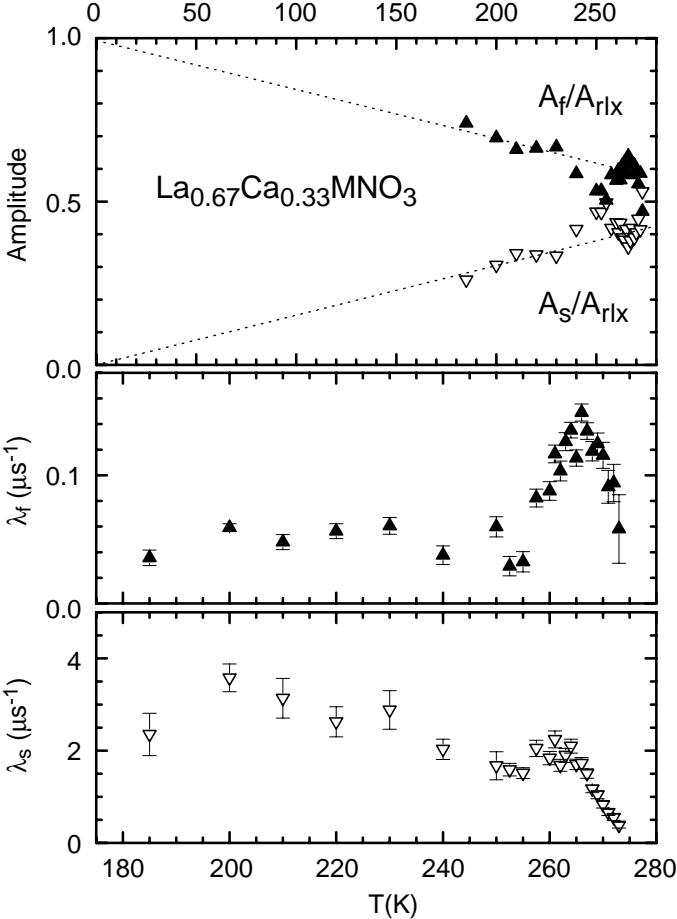 0 50 100 150 200 250
1.0
A_f/A_rlx
La_0.67Ca_0.33MNO_3
0.5
Amplitude
A_s/A_rlx
0.0
0.0
λ_f (μs^-1)
0.1
0.0
4
λ_s (μs^-1)
2
0
180 200 220 240 260 280
T(K)